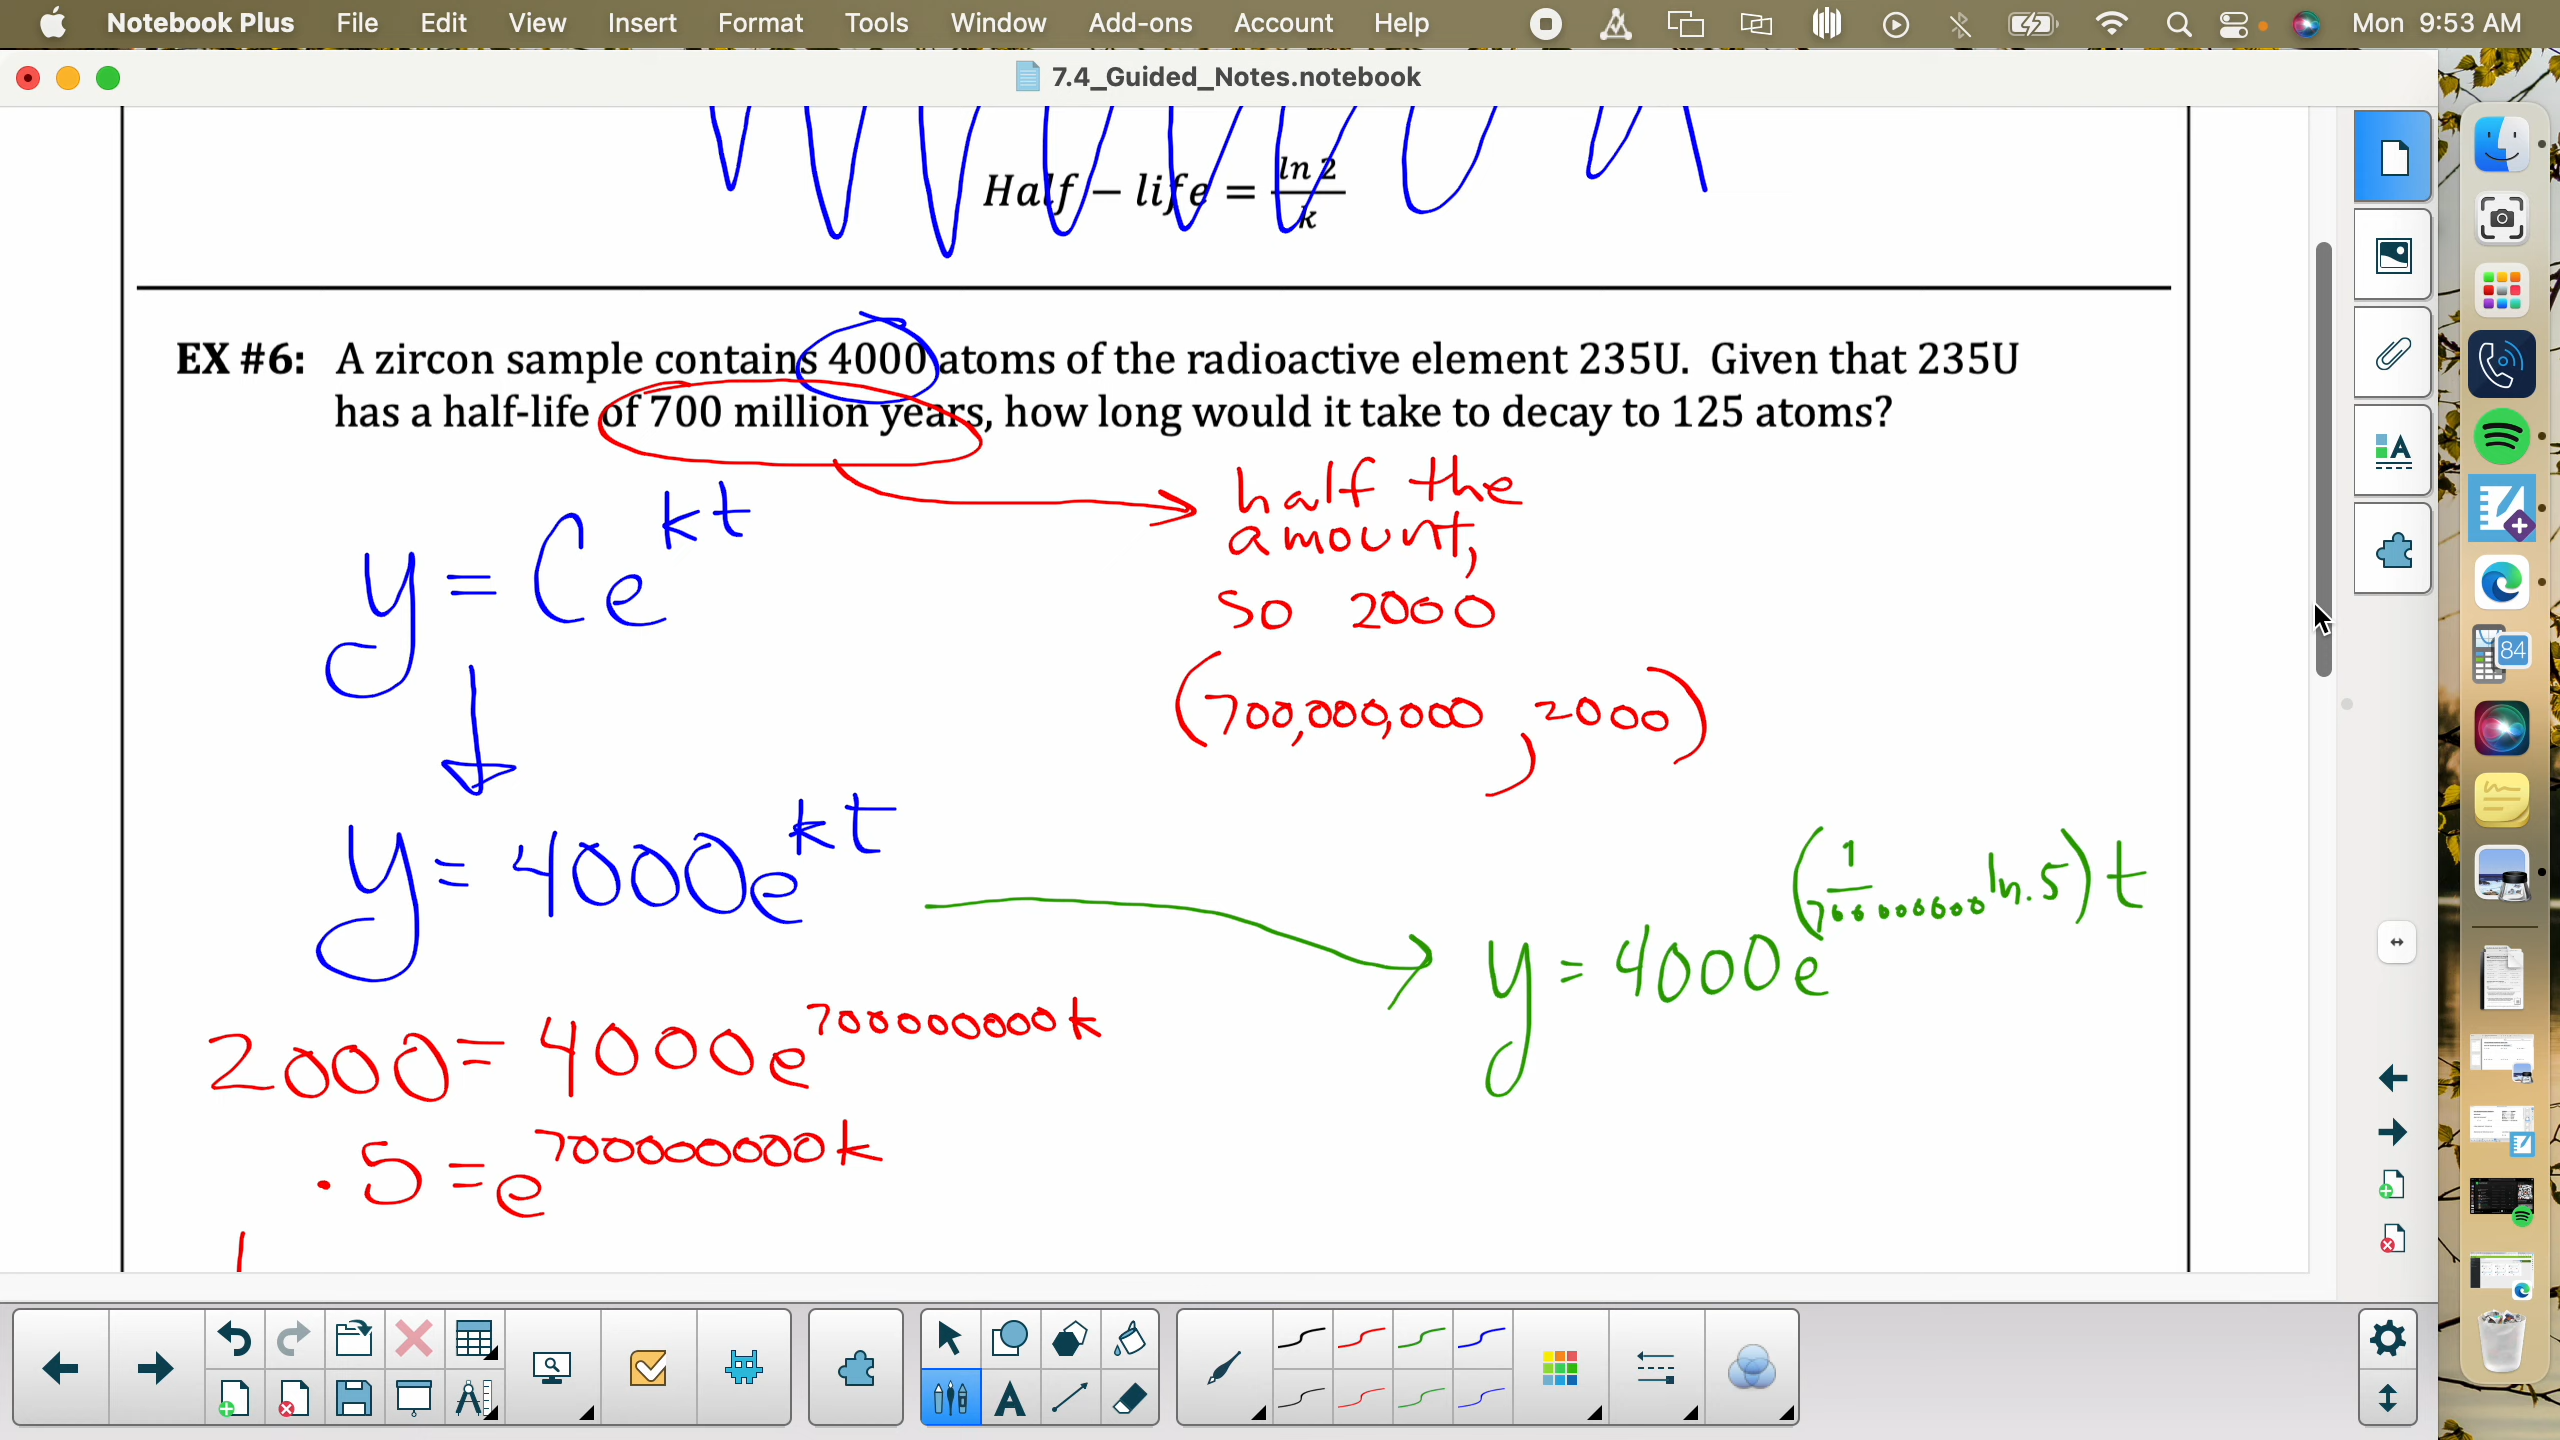 Notebook Plus File Edit View Insert Format Tools Window Add-ons Account Help Mon 9:53 AM
7.4_Guided_Notes.notebook
Half – life = ln 2 / k
EX #6: A zircon sample contains 4000 atoms of the radioactive element 235U. Given that 235U
has a half-life of 700 million years, how long would it take to decay to 125 atoms?
half the
amount,
so 2000
(700,000,000, 2000)
y = Ce^kt
y = 4000e^kt
y = 4000e^(1/700000000 ln .5)t
2000 = 4000e^700000000k
.5 = e^700000000k
84
A
A